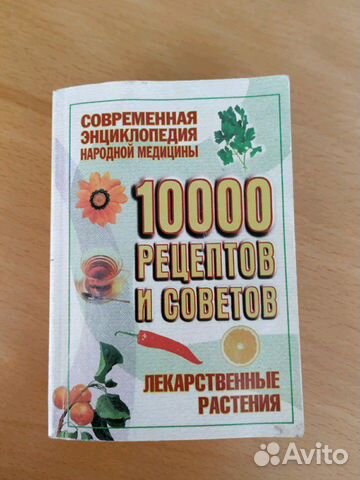 СОВРЕМЕННАЯ
ЭНЦИКЛОПЕДИЯ
НАРОДНОЙ МЕДИЦИНЫ
10000
РЕЦЕПТОВ
И СОВЕТОВ
ЛЕКАРСТВЕННЫЕ
РАСТЕНИЯ
Avito